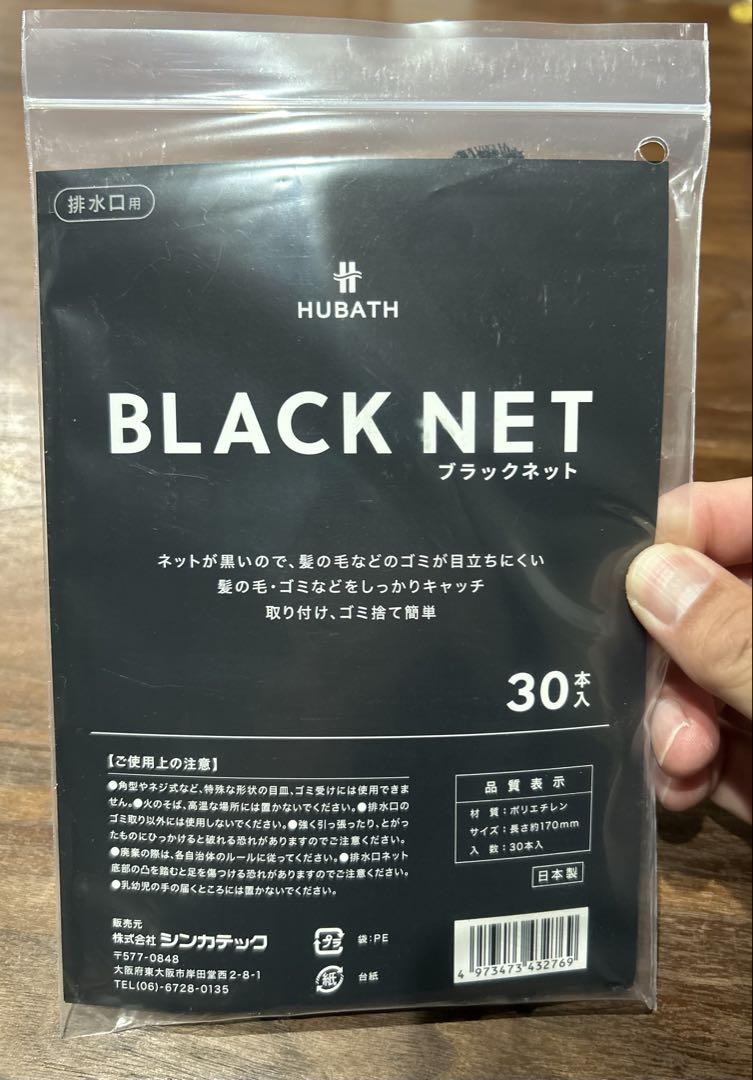 排水口用
HUBATH
BLACK NET
ブラックネット
ネットが黒いので、髪の毛などのゴミが目立ちにくい
髪の毛・ゴミなどをしっかりキャッチ
取り付け、ゴミ捨て簡単
30本入
【ご使用上の注意】
●角型やネジ式など、特殊な形状の目皿、ゴミ受けには使用できま
せん。●火のそば、高温な場所には置かないでください。●排水口の
ゴミ取り以外には使用しないでください。●強く引っ張ったり、とがっ
たものにひっかけると破れる恐れがありますのでご注意ください。
●廃棄の際は、各自治体のルールに従ってください。●排水口ネット
底部の凸を踏むと足を傷つける恐れがありますのでご注意ください。
●乳幼児の手の届くところには置かないでください。
品質表示
材 質：ポリエチレン
サイズ：長さ約170mm
入 数：30本入
日本製
販売元
株式会社 シンカテック
〒577-0848
大阪府東大阪市岸田堂西2-8-1
TEL(06)-6728-0135
プラ
袋：PE
紙
台紙
4 973473 432769